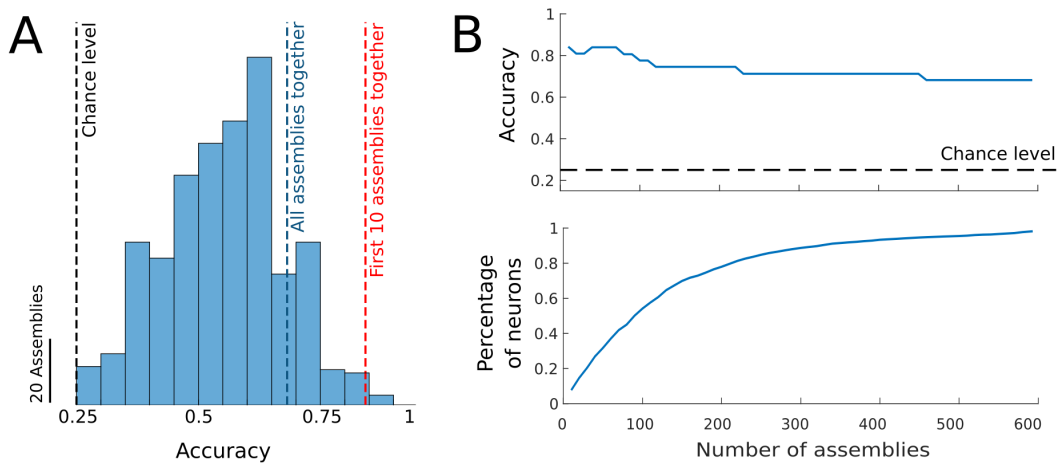 A
Chance level
All assemblies together
First 10 assemblies together
20 Assemblies
0.25
0.5
0.75
1
Accuracy
B
1
0.8
0.6
0.4
0.2
Accuracy
Chance level
1
0.8
0.6
0.4
0.2
0
Percentage
of neurons
0
100
200
300
400
500
600
Number of assemblies